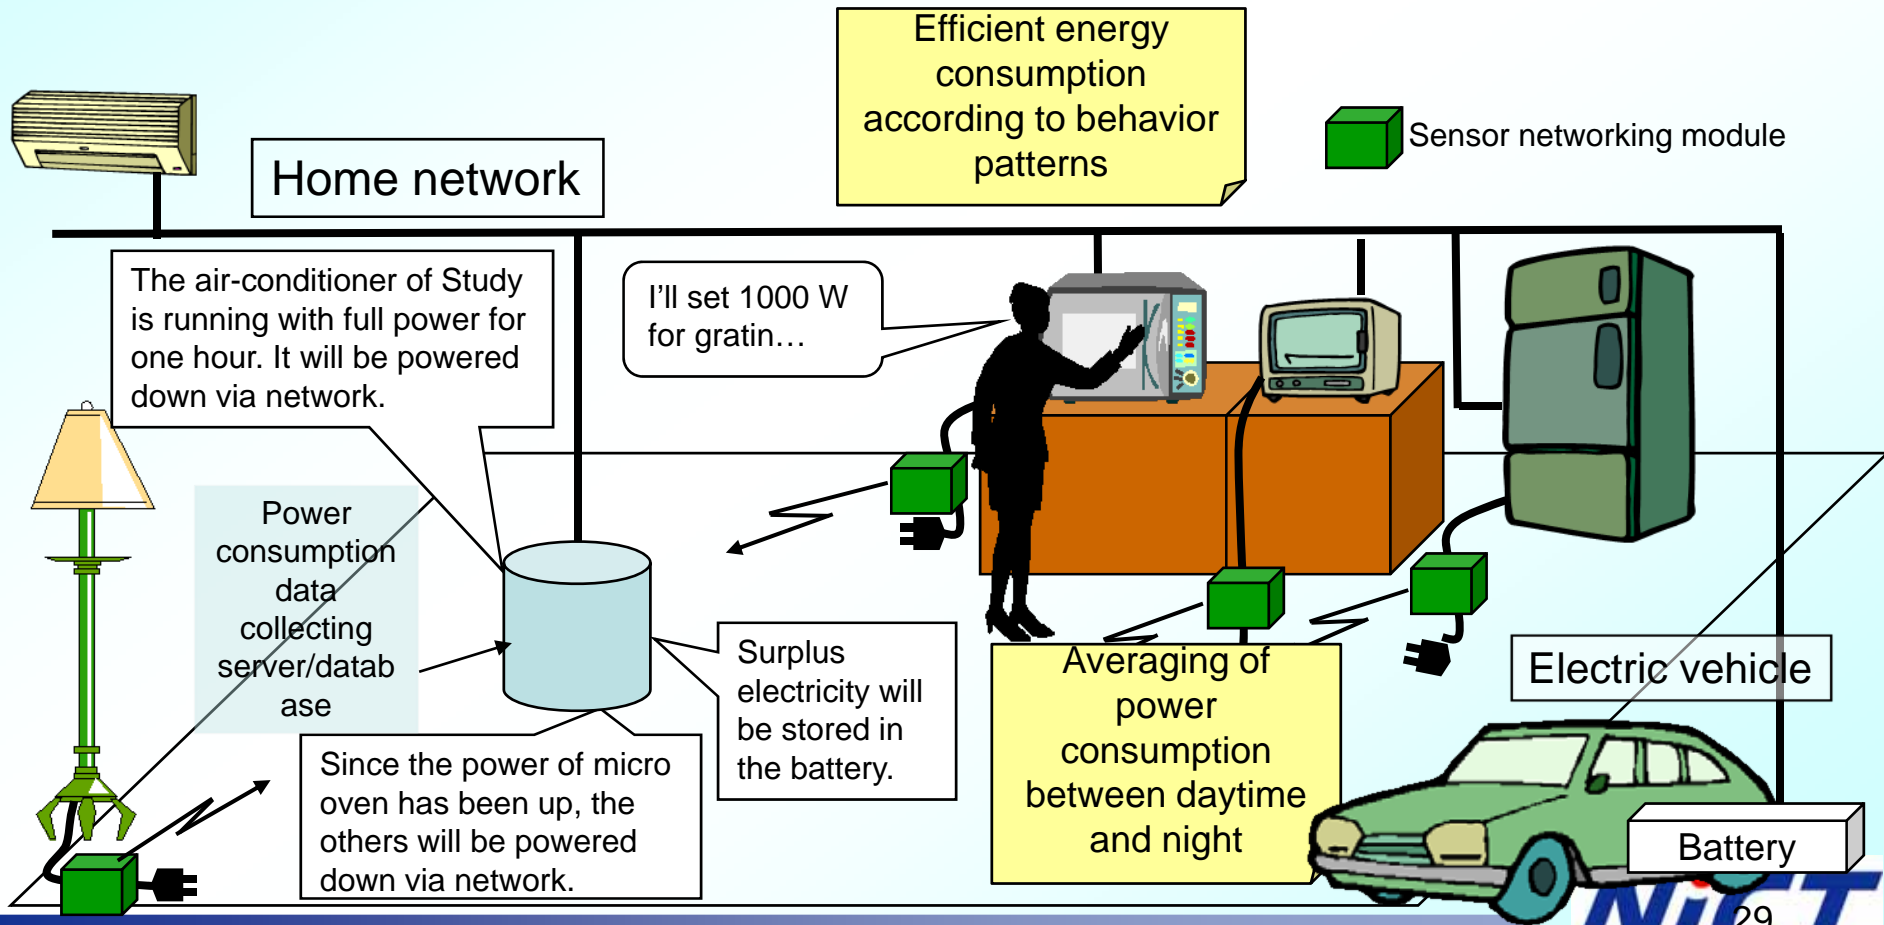 Efficient energy
consumption
according to behavior
patterns
Sensor networking module
Home network
The air-conditioner of Study
is running with full power for
one hour. It will be powered
down via network.
I'll set 1000 W
for gratin…
Power
consumption
data
collecting
server/datab
ase
Surplus
electricity will
be stored in
the battery.
Averaging of
power
consumption
between daytime
and night
Electric vehicle
Since the power of micro
oven has been up, the
others will be powered
down via network.
Battery
NiCT
29